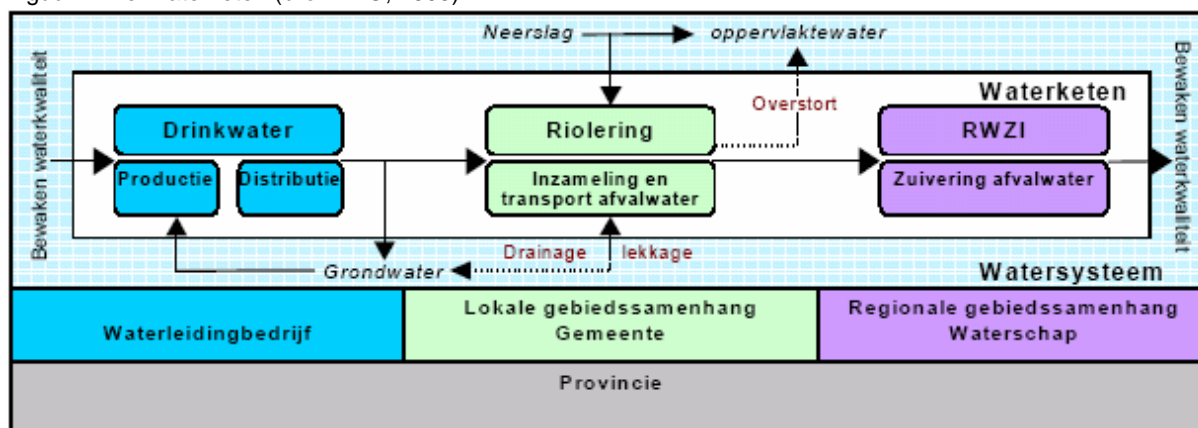 Neerslag
oppervlaktewater
Bewaken waterkwaliteit
Bewaken waterkwaliteit
Waterketen
Overstort
Drinkwater
Riolering
RWZI
Productie
Distributie
Inzameling en
transport afvalwater
Zuivering afvalwater
Drainage
lekkage
Grondwater
Watersysteem
Waterleidingbedrijf
Lokale gebiedssamenhang
Gemeente
Regionale gebiedssamenhang
Waterschap
Provincie